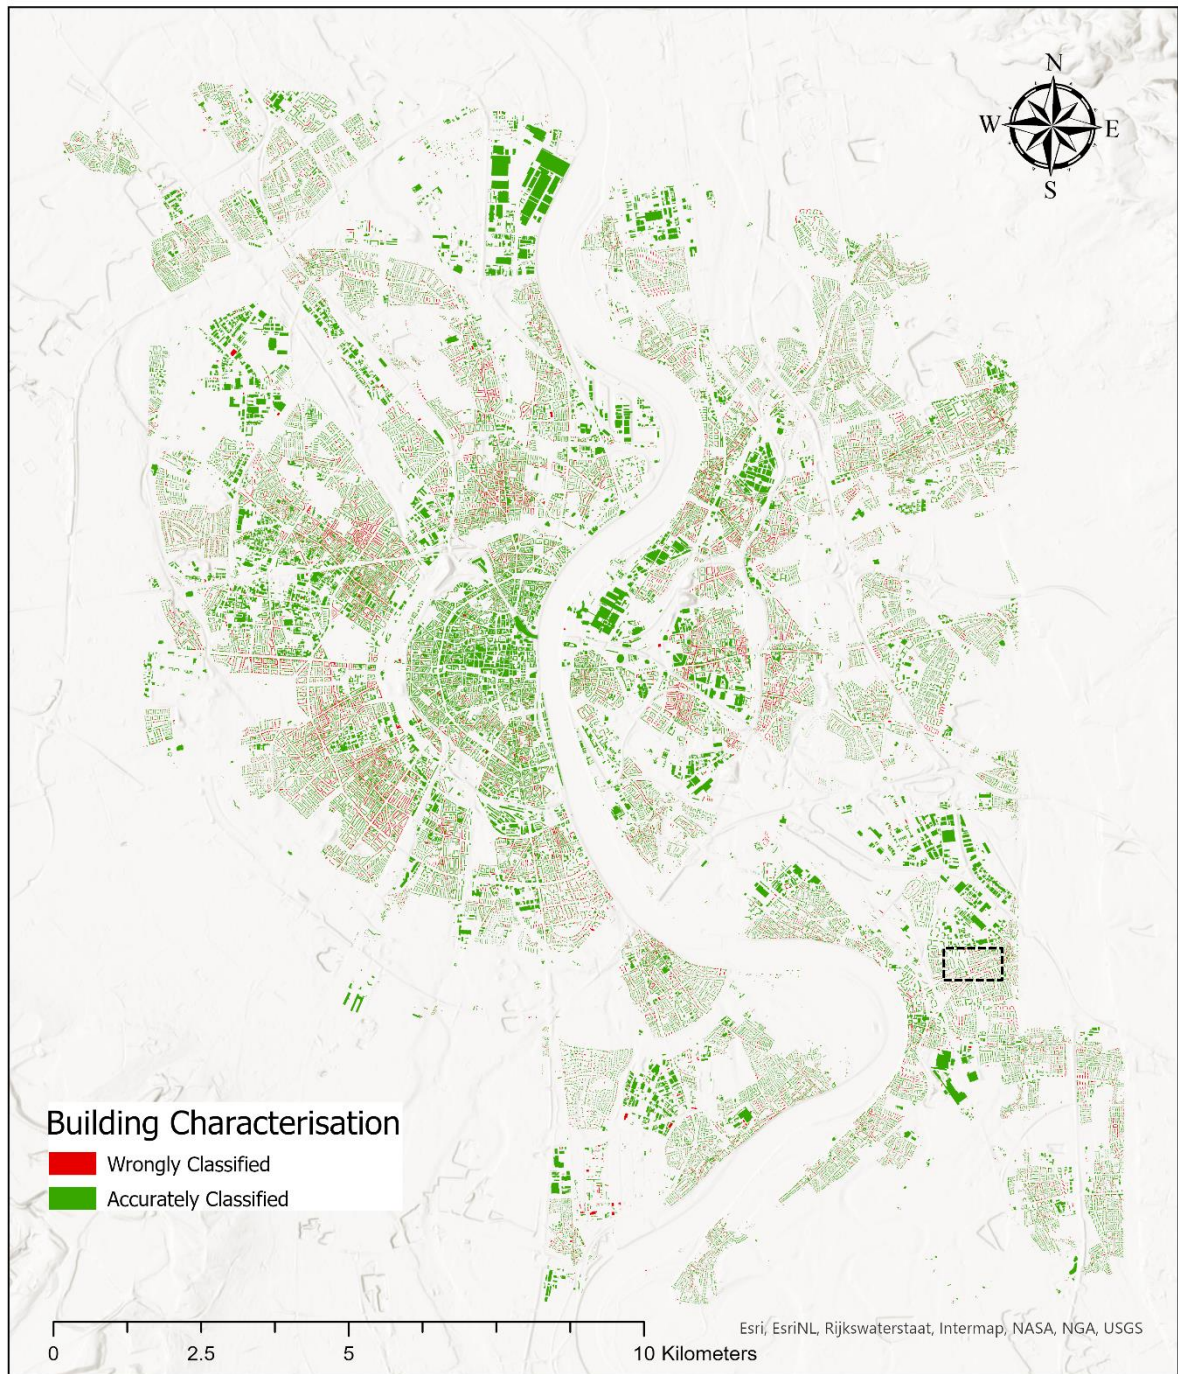 N
W E
S
Building Characterisation
Wrongly Classified
Accurately Classified
Esri, EsriNL, Rijkswaterstaat, Intermap, NASA, NGA, USGS
0 2.5 5 10 Kilometers